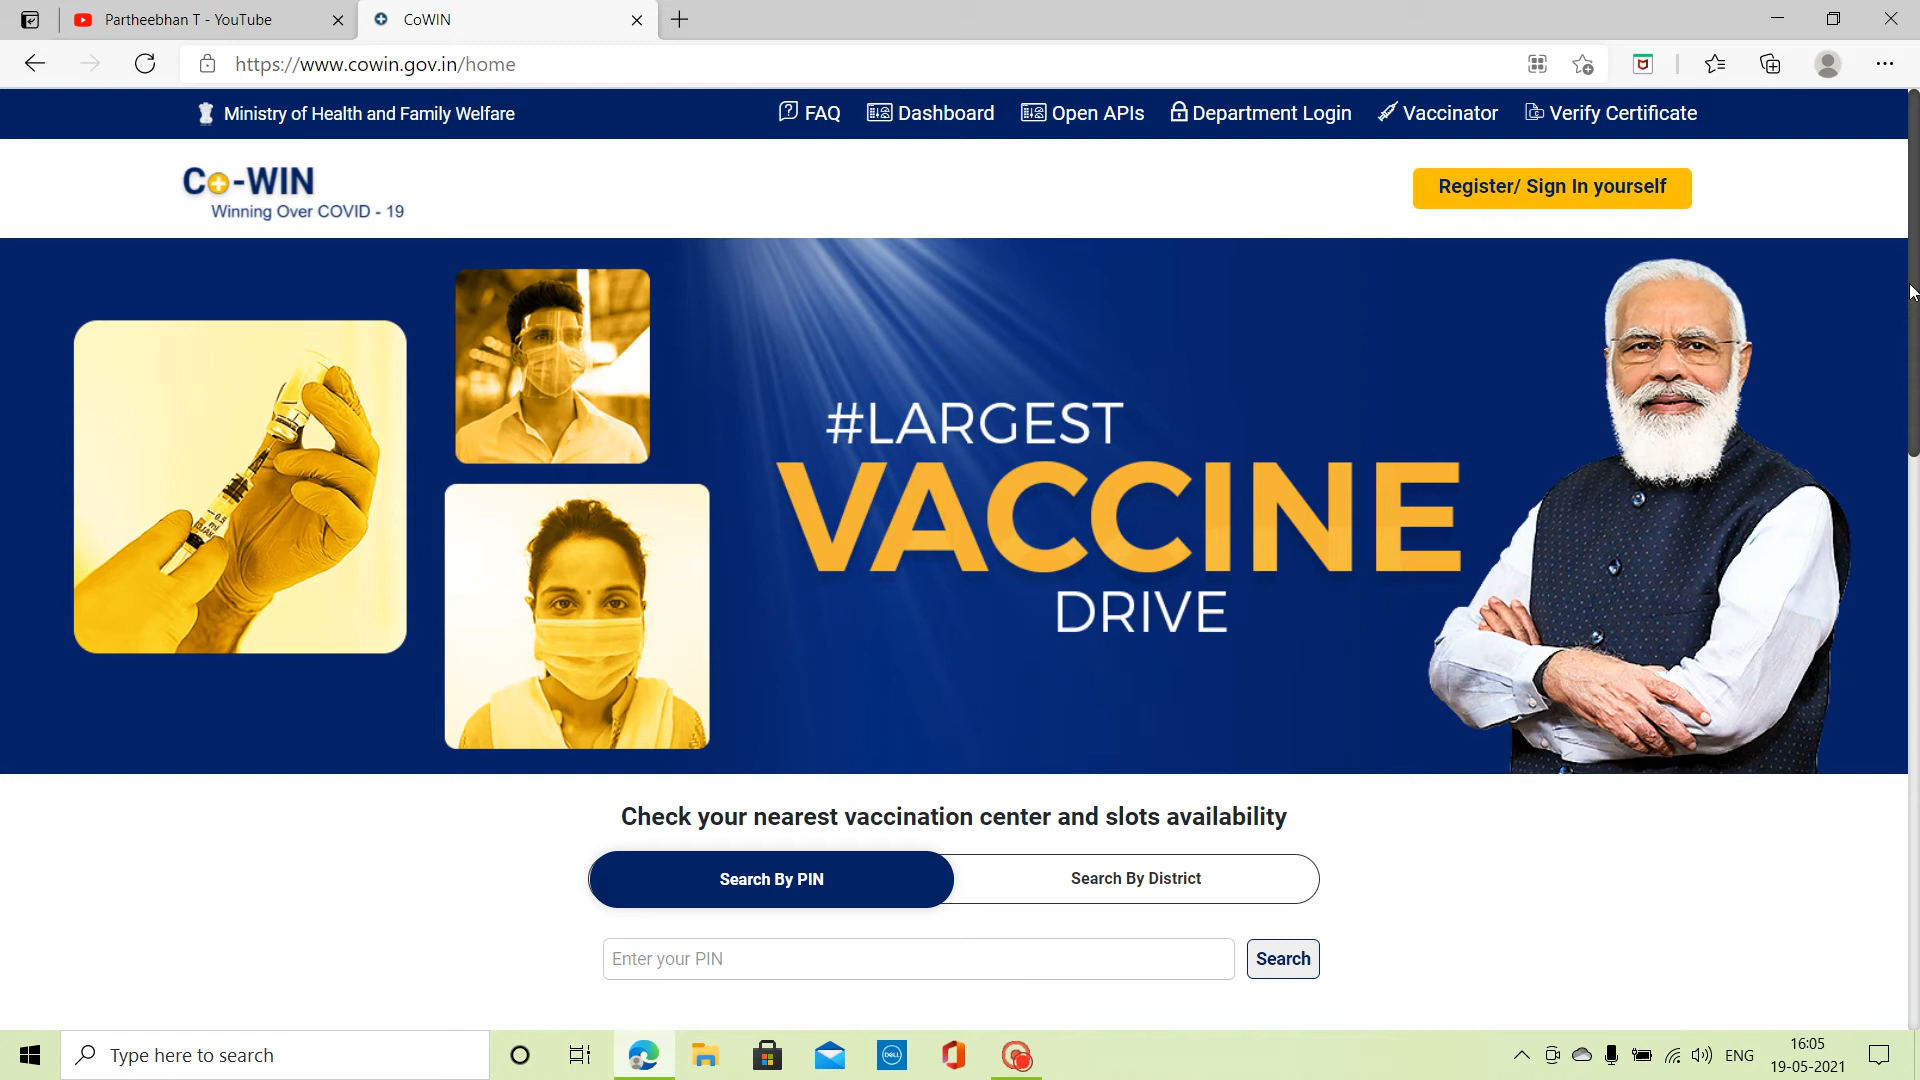 Partheebhan T - YouTube
CoWIN
https://www.cowin.gov.in/home
Ministry of Health and Family Welfare
FAQ
Dashboard
Open APIs
Department Login
Vaccinator
Verify Certificate
Co-WIN
Winning Over COVID - 19
Register/ Sign In yourself
#LARGEST
VACCINE
DRIVE
Check your nearest vaccination center and slots availability
Search By PIN
Search By District
Enter your PIN
Search
Type here to search
DELL
ENG
16:05
19-05-2021